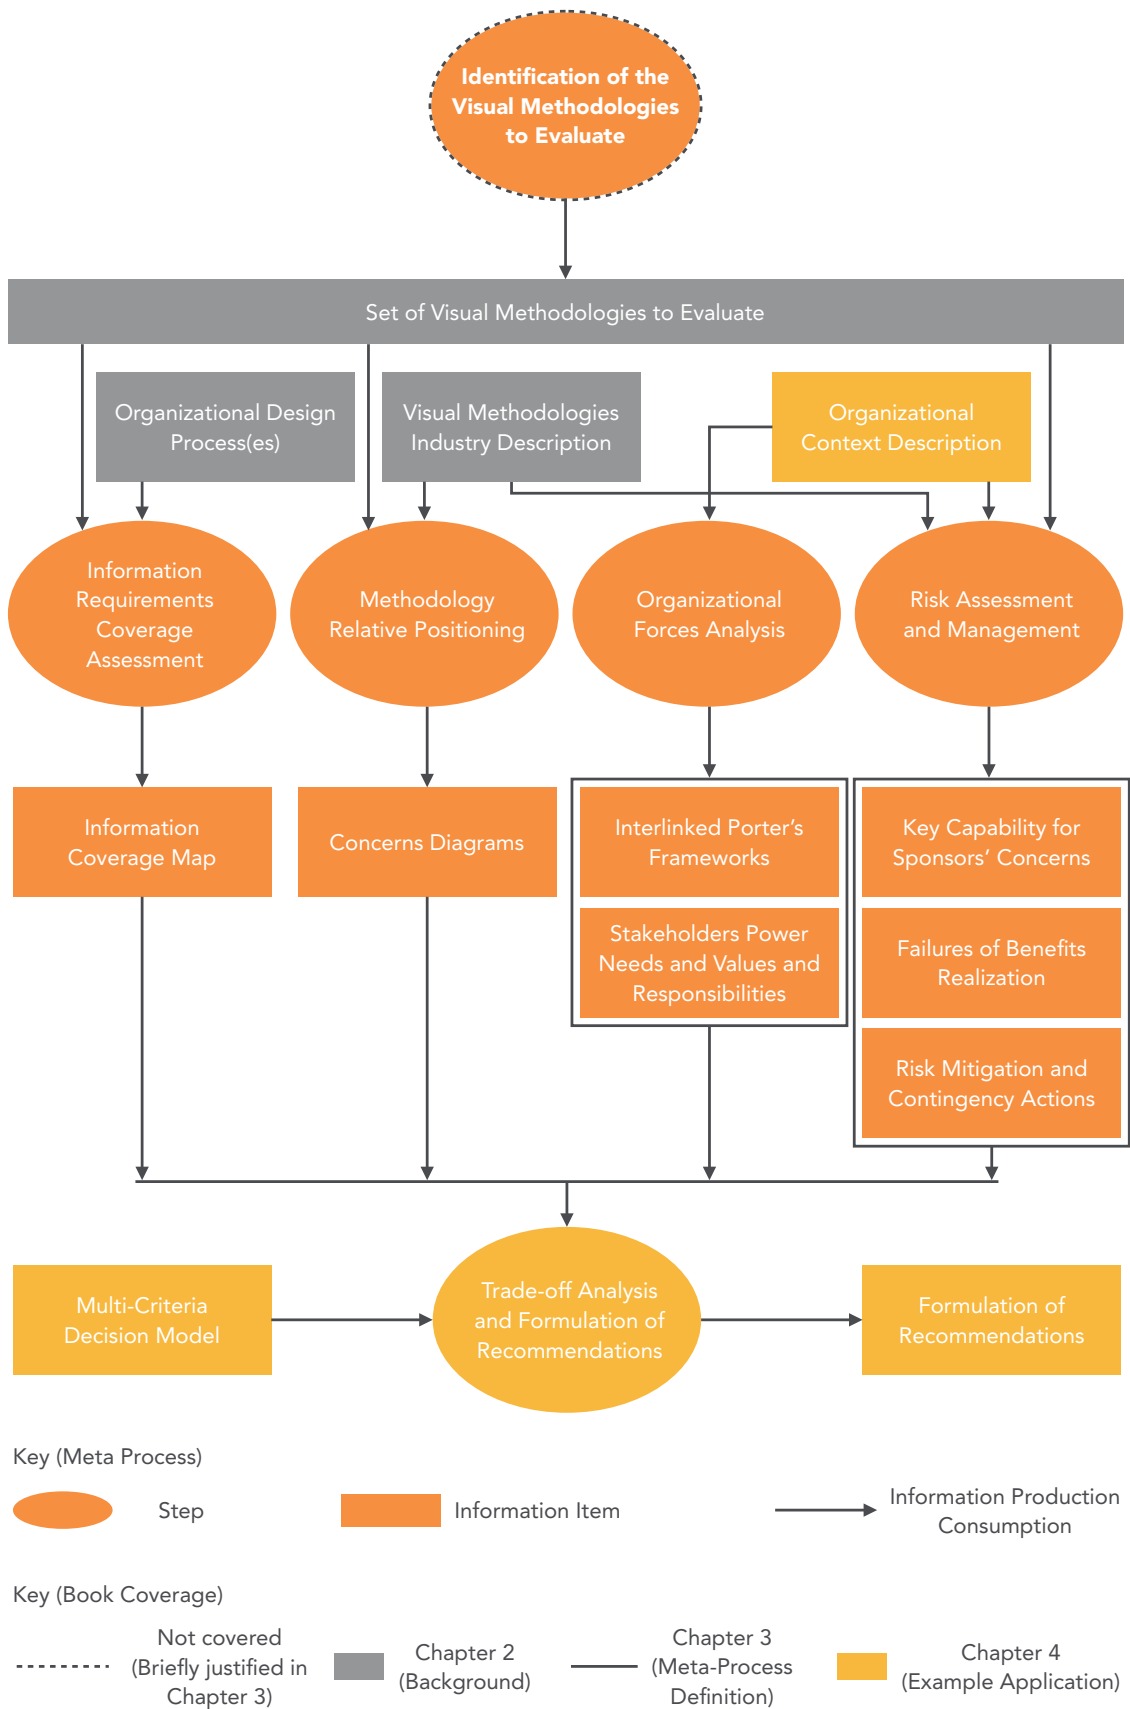 Identification of the
Visual Methodologies
to Evaluate
Set of Visual Methodologies to Evaluate
Organizational Design
Process(es)
Visual Methodologies
Industry Description
Organizational
Context Description
Information
Requirements
Coverage
Assessment
Methodology
Relative Positioning
Organizational
Forces Analysis
Risk Assessment
and Management
Information
Coverage Map
Concerns Diagrams
Interlinked Porter’s
Frameworks
Stakeholders Power
Needs and Values and
Responsibilities
Key Capability for
Sponsors’ Concerns
Failures of Benefits
Realization
Risk Mitigation and
Contingency Actions
Multi-Criteria
Decision Model
Trade-off Analysis
and Formulation of
Recommendations
Formulation of
Recommendations
Key (Meta Process)
Step
Information Item
Information Production
Consumption
Key (Book Coverage)
Not covered
(Briefly justified in
Chapter 3)
Chapter 2
(Background)
Chapter 3
(Meta-Process
Definition)
Chapter 4
(Example Application)